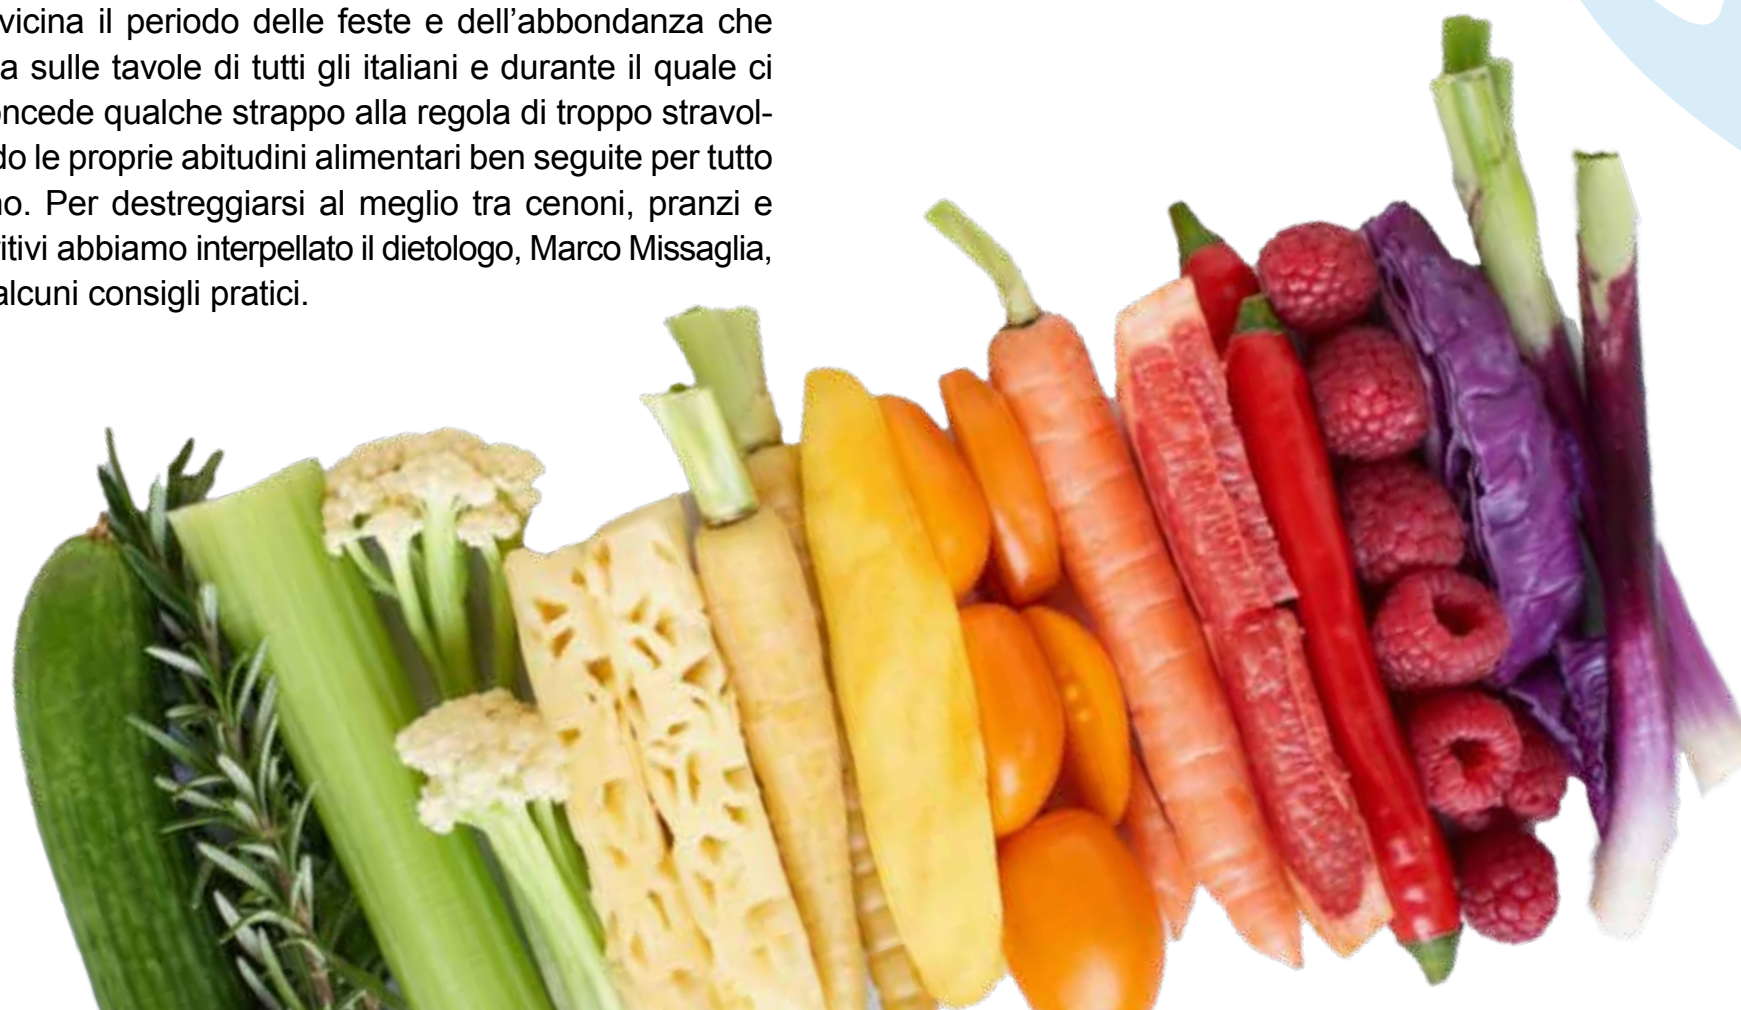 vicina il periodo delle feste e dell’abbondanza che
a sulle tavole di tutti gli italiani e durante il quale ci
ncede qualche strappo alla regola di troppo stravol-
do le proprie abitudini alimentari ben seguite per tutto
no. Per destreggiarsi al meglio tra cenoni, pranzi e
itivi abbiamo interpellato il dietologo, Marco Missaglia,
alcuni consigli pratici.